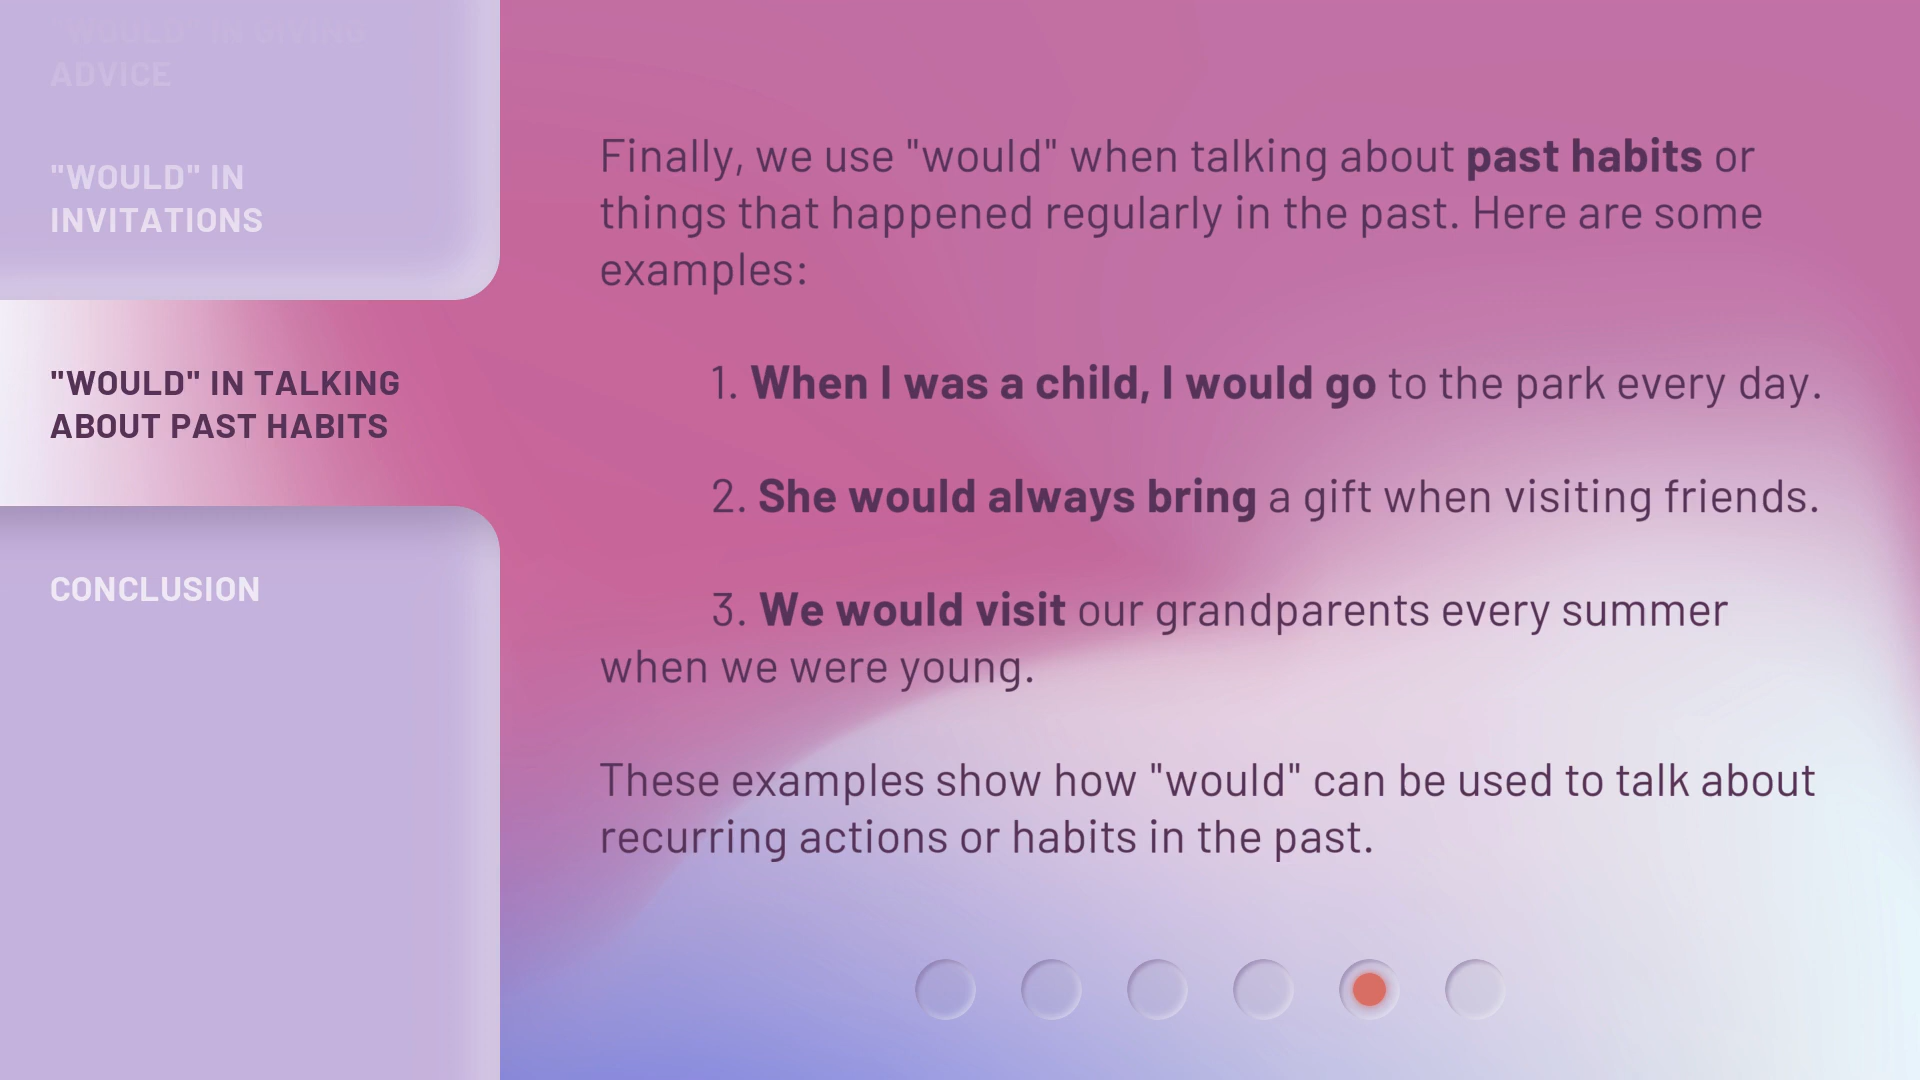 "WOULD" IN GIVING
ADVICE
"WOULD" IN
INVITATIONS
"WOULD" IN TALKING
ABOUT PAST HABITS
CONCLUSION
Finally, we use "would" when talking about past habits or
things that happened regularly in the past. Here are some
examples:
1. When I was a child, I would go to the park every day.
2. She would always bring a gift when visiting friends.
3. We would visit our grandparents every summer
when we were young.
These examples show how "would" can be used to talk about
recurring actions or habits in the past.